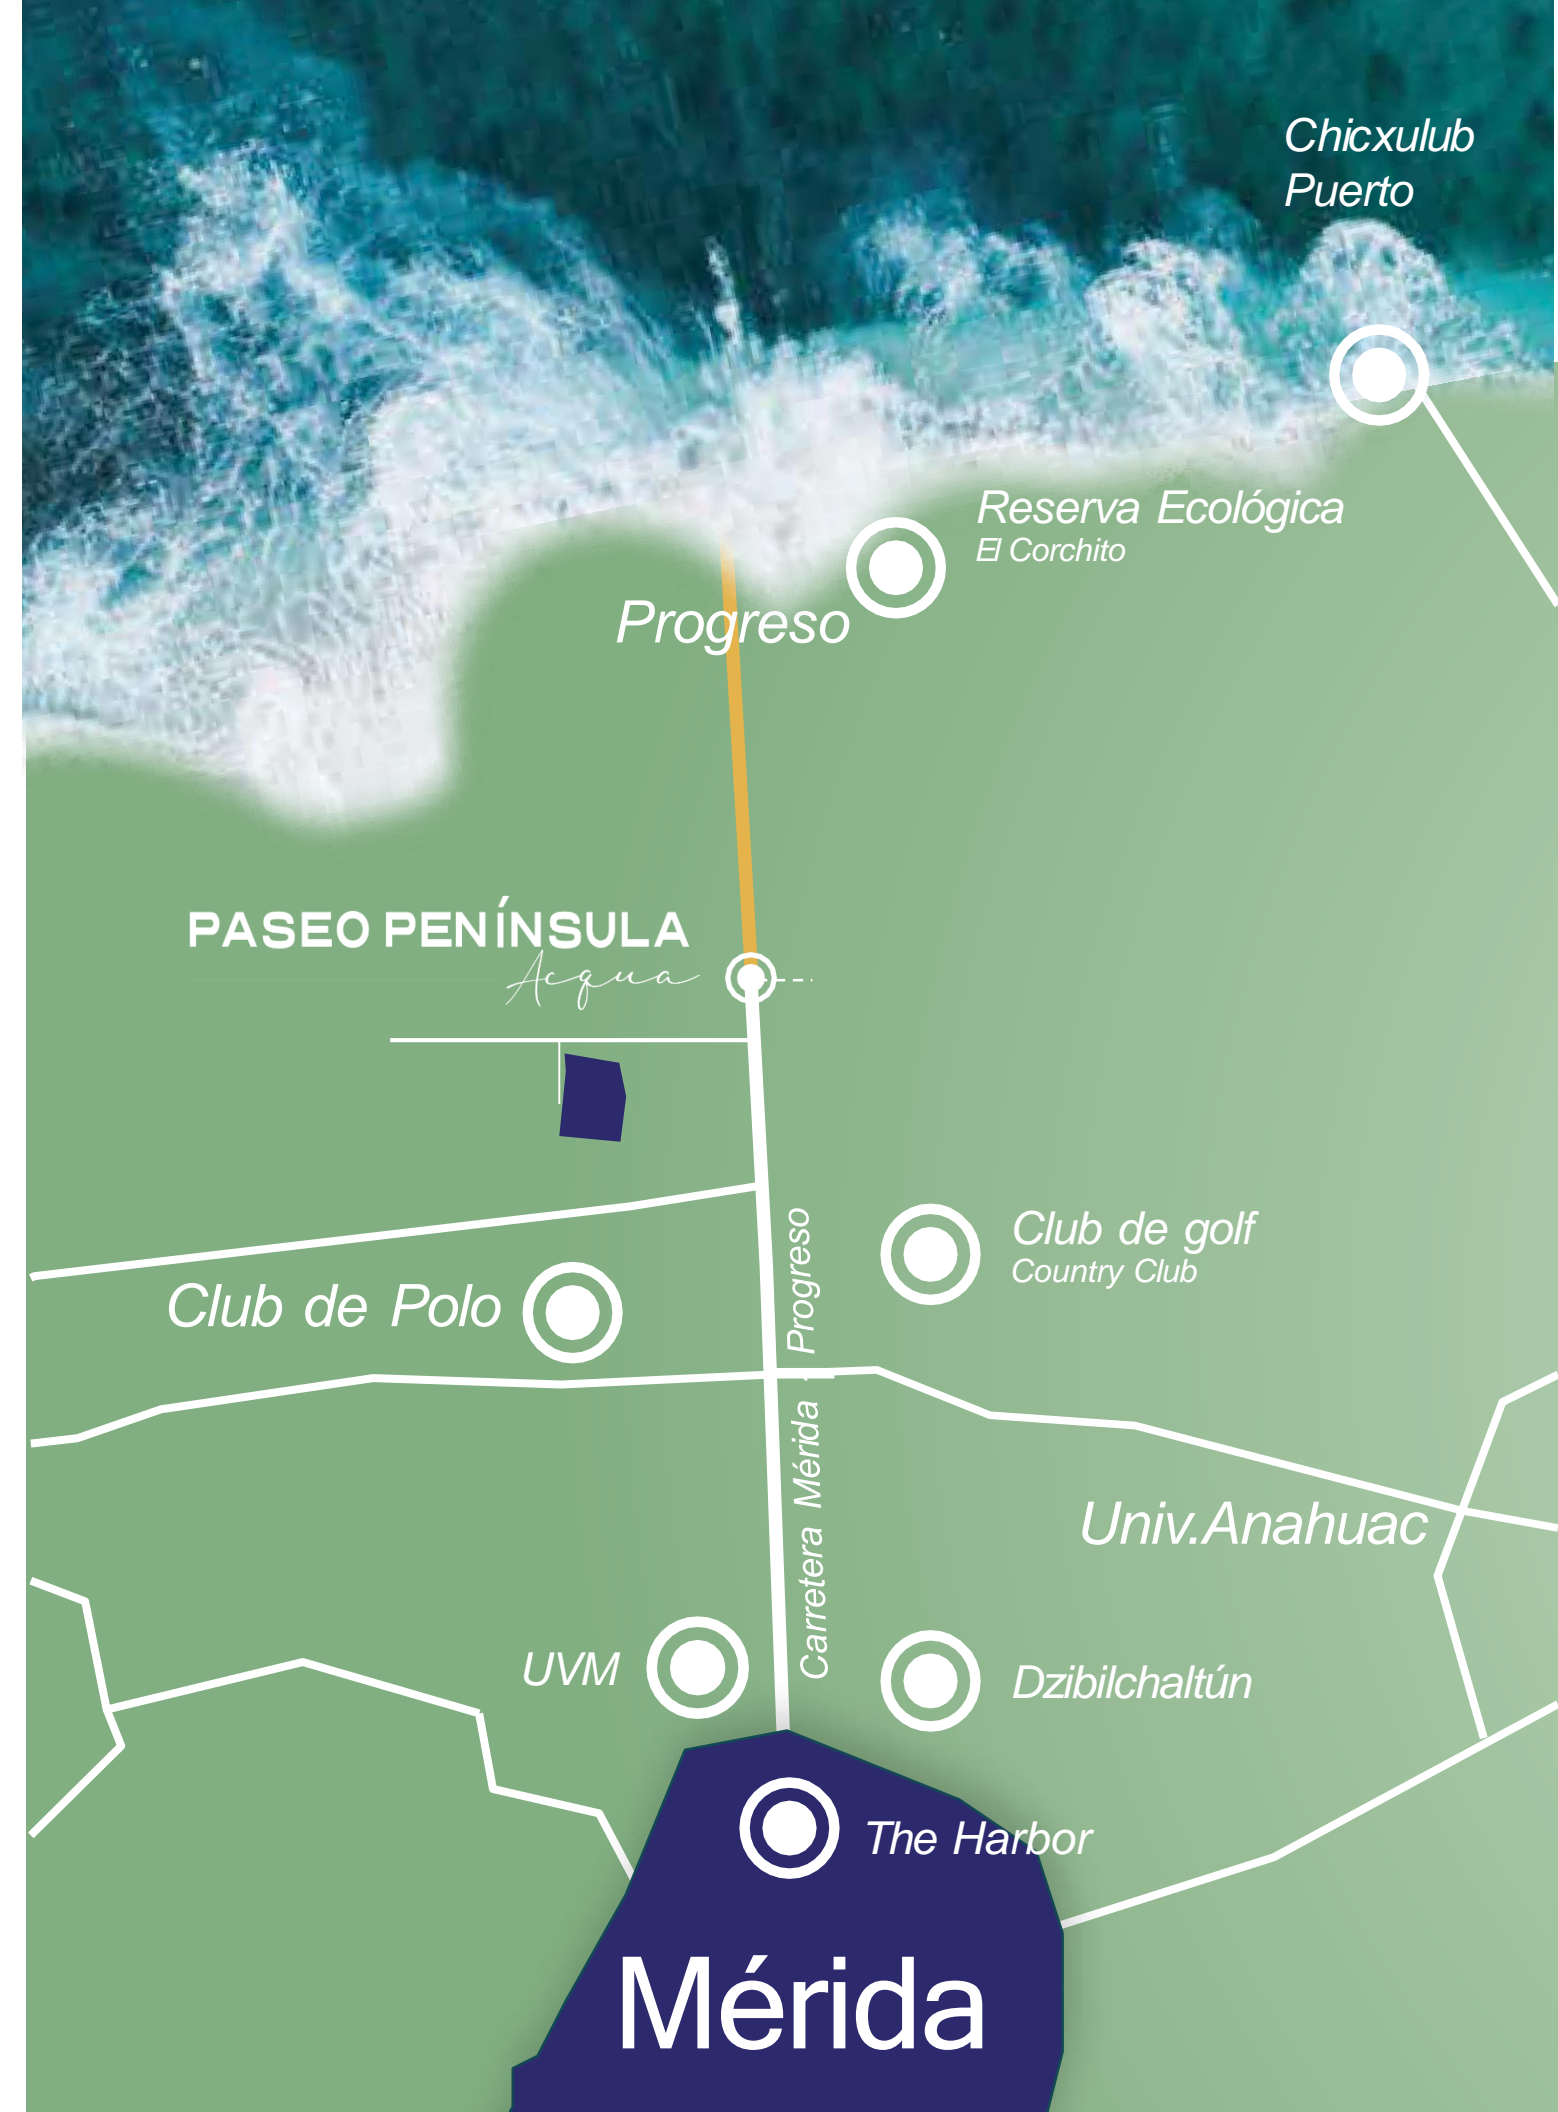 Chicxulub
Puerto
Reserva Ecológica
El Corchito
Progreso
PASEO PENÍNSULA
Acqua
Club de golf
Country Club
Club de Polo
Carretera Mérida - Progreso
Univ.Anahuac
UVM
Dzibilchaltún
The Harbor
Mérida